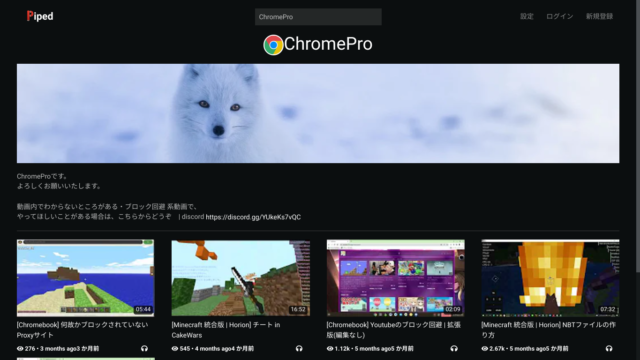 Piped
ChromePro
設定
ログイン
新規登録
ChromePro
ChromeProです。
よろしくお願いいたします。
動画内でわからないところがある・ブロック回避 系動画で、
やってほしいことがある場合は、こちらからどうぞ | discord https://discord.gg/YUkeKs7vQC
05:44
16:52
02:09
07:32
[Chromebook] 何故かブロックされていない
Proxyサイト
276 • 3 months ago3 か月前
[Minecraft 統合版 | Horion] チート in
CakeWars
545 • 4 months ago4 か月前
[Chromebook] Youtubeのブロック回避 | 拡張
版(編集なし)
1.12k • 5 months ago5 か月前
[Minecraft 統合版 | Horion] NBTファイルの作
り方
2.67k • 5 months ago5 か月前